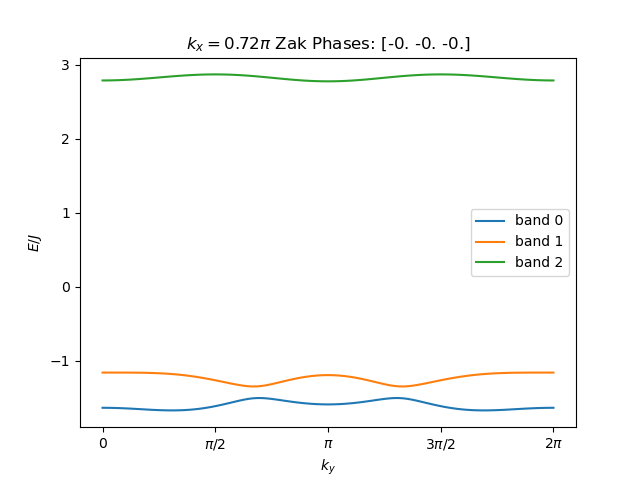 $k_x = 0.72\pi$ Zak Phases: [-0. -0. -0.]
3
2
1
0
−1
E/J
band 0
band 1
band 2
0
π/2
π
3π/2
2π
$k_y$